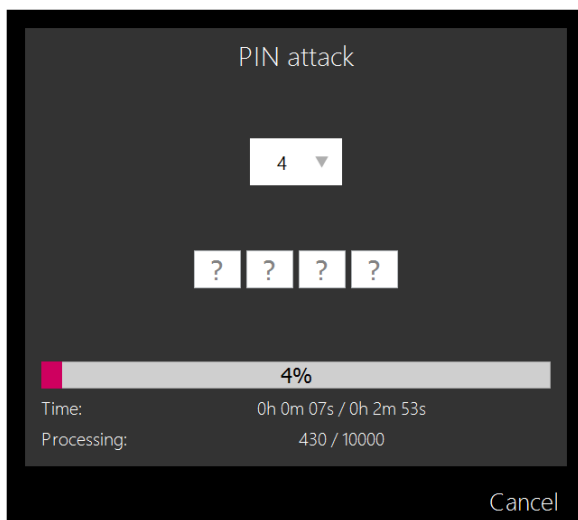 PIN attack
4
? ? ? ?
4%
Time: 0h 0m 07s / 0h 2m 53s
Processing: 430 / 10000
Cancel